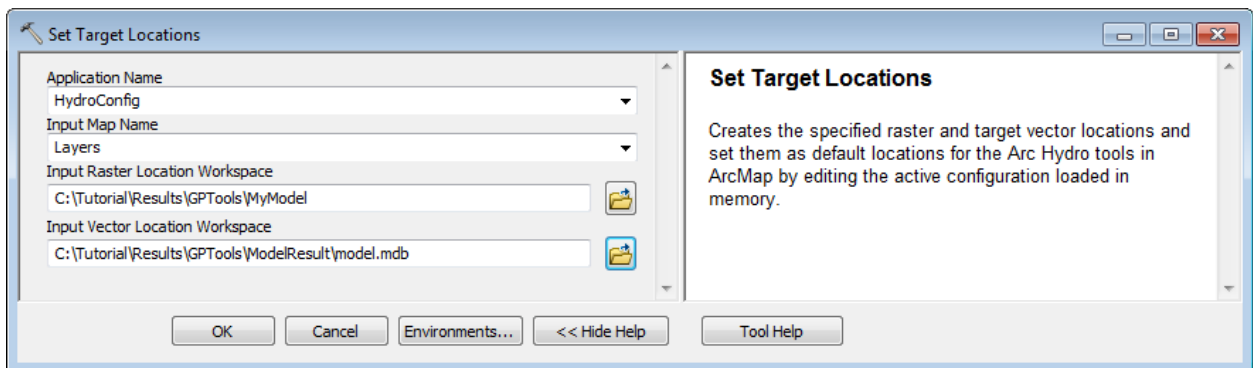 Set Target Locations
Application Name
HydroConfig
Input Map Name
Layers
Input Raster Location Workspace
C:\Tutorial\Results\GPTools\MyModel
Input Vector Location Workspace
C:\Tutorial\Results\GPTools\ModelResult\model.mdb
Set Target Locations
Creates the specified raster and target vector locations and
set them as default locations for the Arc Hydro tools in
ArcMap by editing the active configuration loaded in
memory.
OK
Cancel
Environments...
<< Hide Help
Tool Help